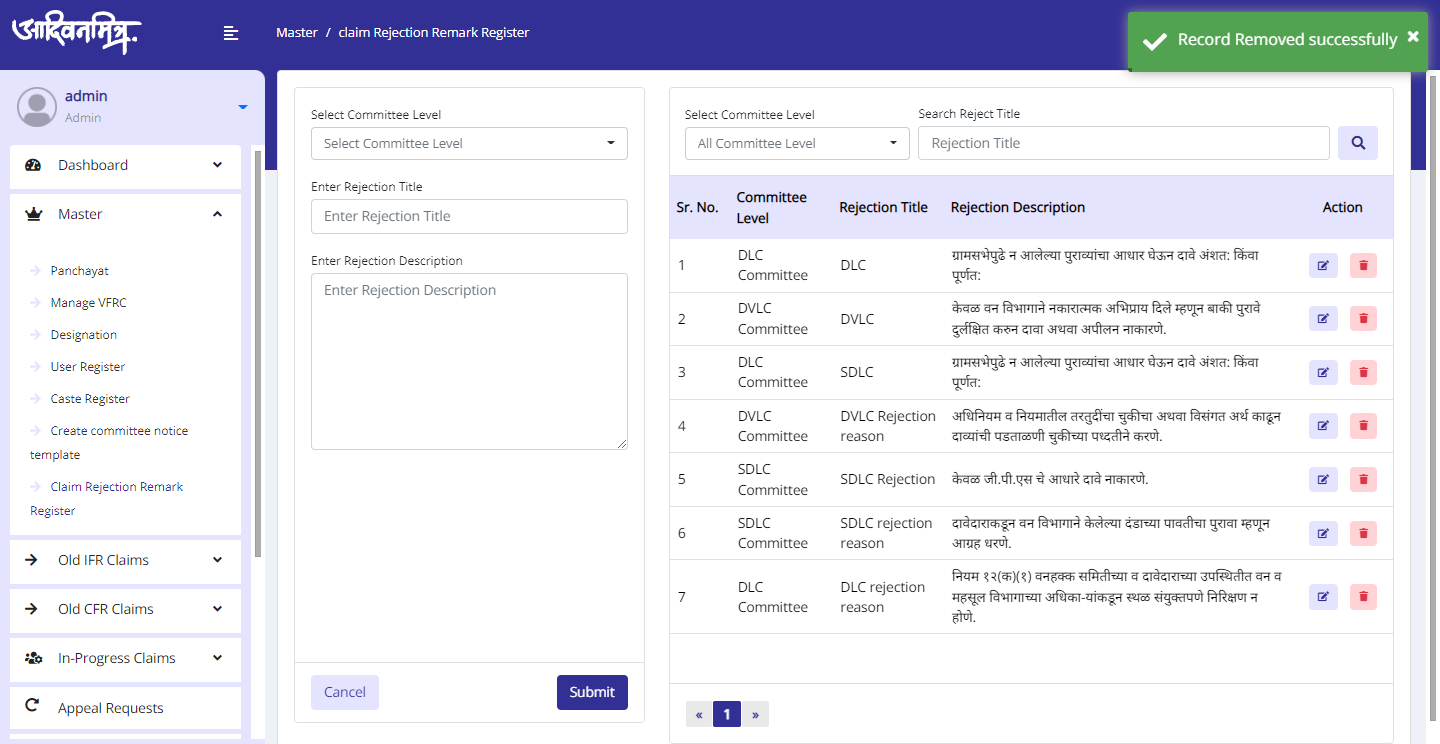 आदिवनमित्र..
Master / claim Rejection Remark Register
Record Removed successfully ×
admin
Admin
Dashboard
Master
Panchayat
Manage VFRC
Designation
User Register
Caste Register
Create committee notice
template
Claim Rejection Remark
Register
Old IFR Claims
Old CFR Claims
In-Progress Claims
Appeal Requests
Select Committee Level
Select Committee Level
Enter Rejection Title
Enter Rejection Title
Enter Rejection Description
Enter Rejection Description
Cancel Submit
Select Committee Level Search Reject Title
All Committee Level Rejection Title
Sr. No. Committee Level Rejection Title Rejection Description Action
1 DLC Committee DLC ग्रामसभेपुढे न आलेल्या पुराव्यांचा आधार घेऊन दावे अंशत: किंवा
पूर्णत:
2 DVLC Committee DVLC केवळ वन विभागाने नकारात्मक अभिप्राय दिले म्हणून बाकी पुरावे
दुर्लक्षित करुन दावा अथवा अपीलन नाकारणे.
3 DLC Committee SDLC ग्रामसभेपुढे न आलेल्या पुराव्यांचा आधार घेऊन दावे अंशत: किंवा
पूर्णत:
4 DVLC Committee DVLC Rejection reason अधिनियम व नियमातील तरतुदींचा चुकीचा अथवा विसंगत अर्थ काढून
दाव्यांची पडताळणी चुकीच्या पध्दतीने करणे.
5 SDLC Committee SDLC Rejection केवळ जी.पी.एस चे आधारे दावे नाकारणे.
6 SDLC Committee SDLC rejection reason दावेदाराकडून वन विभागाने केलेल्या दंडाच्या पावतीचा पुरावा म्हणून
आग्रह धरणे.
7 DLC Committee DLC rejection reason नियम १२(क)(१) वनहक्क समितीच्या व दावेदाराच्या उपस्थितीत वन व
महसूल विभागाच्या अधिका-यांकडून स्थळ संयुक्तपणे निरिक्षण न
होणे.
« 1 »